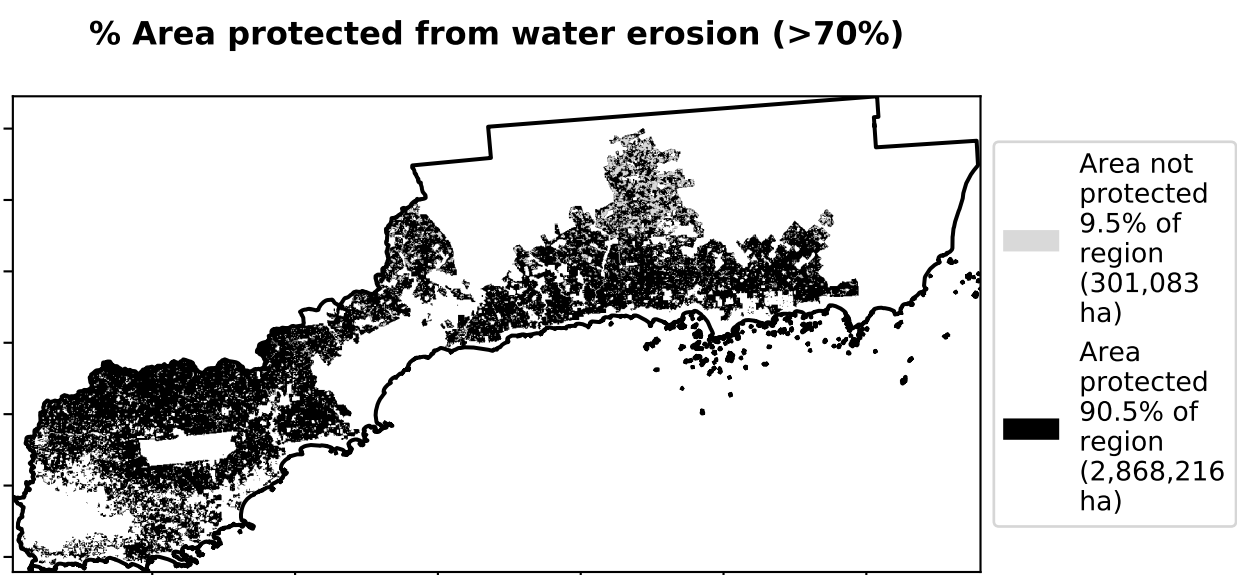 % Area protected from water erosion (>70%)
Area not
protected
9.5% of
region
(301,083
ha)
Area
protected
90.5% of
region
(2,868,216
ha)